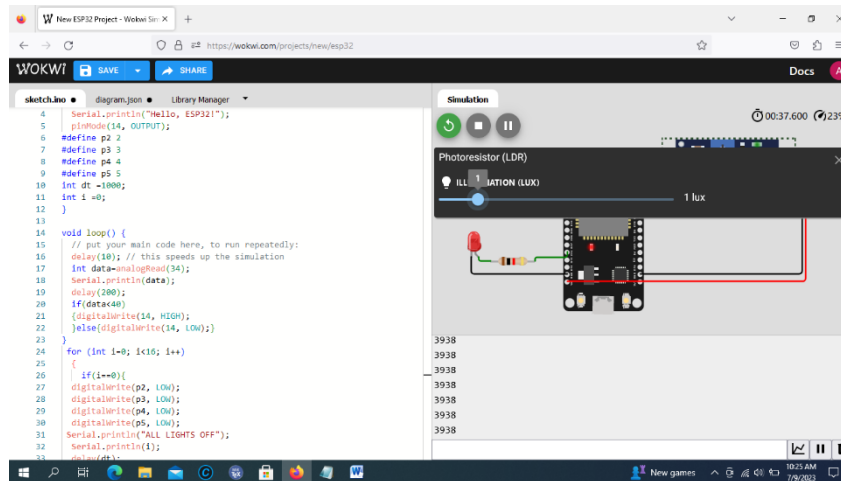 New ESP32 Project - Wokwi Sim
https://wokwi.com/projects/new/esp32
WOKWI SAVE SHARE Docs A
sketch.ino ● diagram.json ● Library Manager
4 Serial.println("Hello, ESP32!");
5 pinMode(14, OUTPUT);
6 #define p2 2
7 #define p3 3
8 #define p4 4
9 #define p5 5
10 int dt =1000;
11 int i =0;
12 }
13
14 void loop() {
15 // put your main code here, to run repeatedly:
16 delay(10); // this speeds up the simulation
17 int data=analogRead(34);
18 Serial.println(data);
19 delay(200);
20 if(data<40)
21 {digitalWrite(14, HIGH);
22 }else{digitalWrite(14, LOW);}
23 }
24 for (int i=0; i<16; i++)
25 {
26 if(i==0){
27 digitalWrite(p2, LOW);
28 digitalWrite(p3, LOW);
29 digitalWrite(p4, LOW);
30 digitalWrite(p5, LOW);
31 Serial.println("ALL LIGHTS OFF");
32 Serial.println(i);
33 delay(dt);
Simulation
00:37.600 23%
Photoresistor (LDR)
ILL 1 ATION (LUX)
1 lux
3938
3938
3938
3938
3938
3938
3938
New games
10:25 AM
7/9/2023